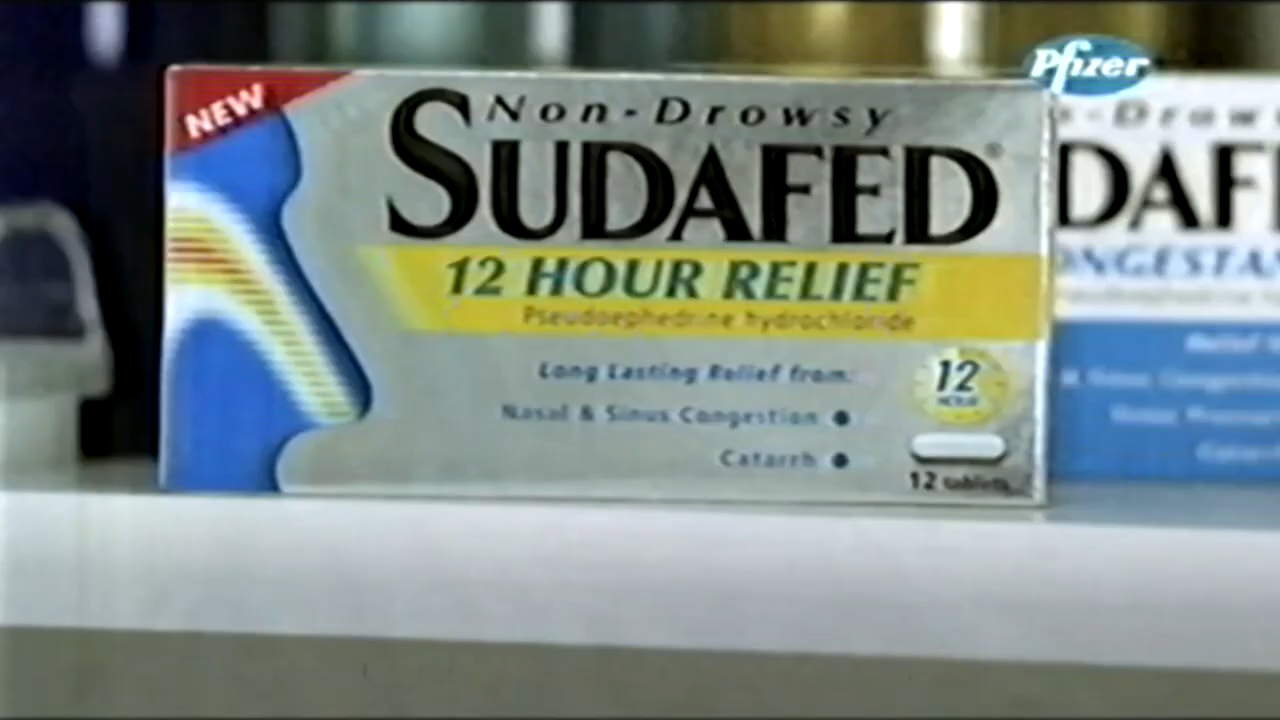 Pfizer
NEW
Non-Drowsy
SUDAFED®
12 HOUR RELIEF
Pseudoephedrine hydrochloride
Long Lasting Relief from:
Nasal & Sinus Congestion •
Catarrh •
12
HOUR
12 tablets
DAF